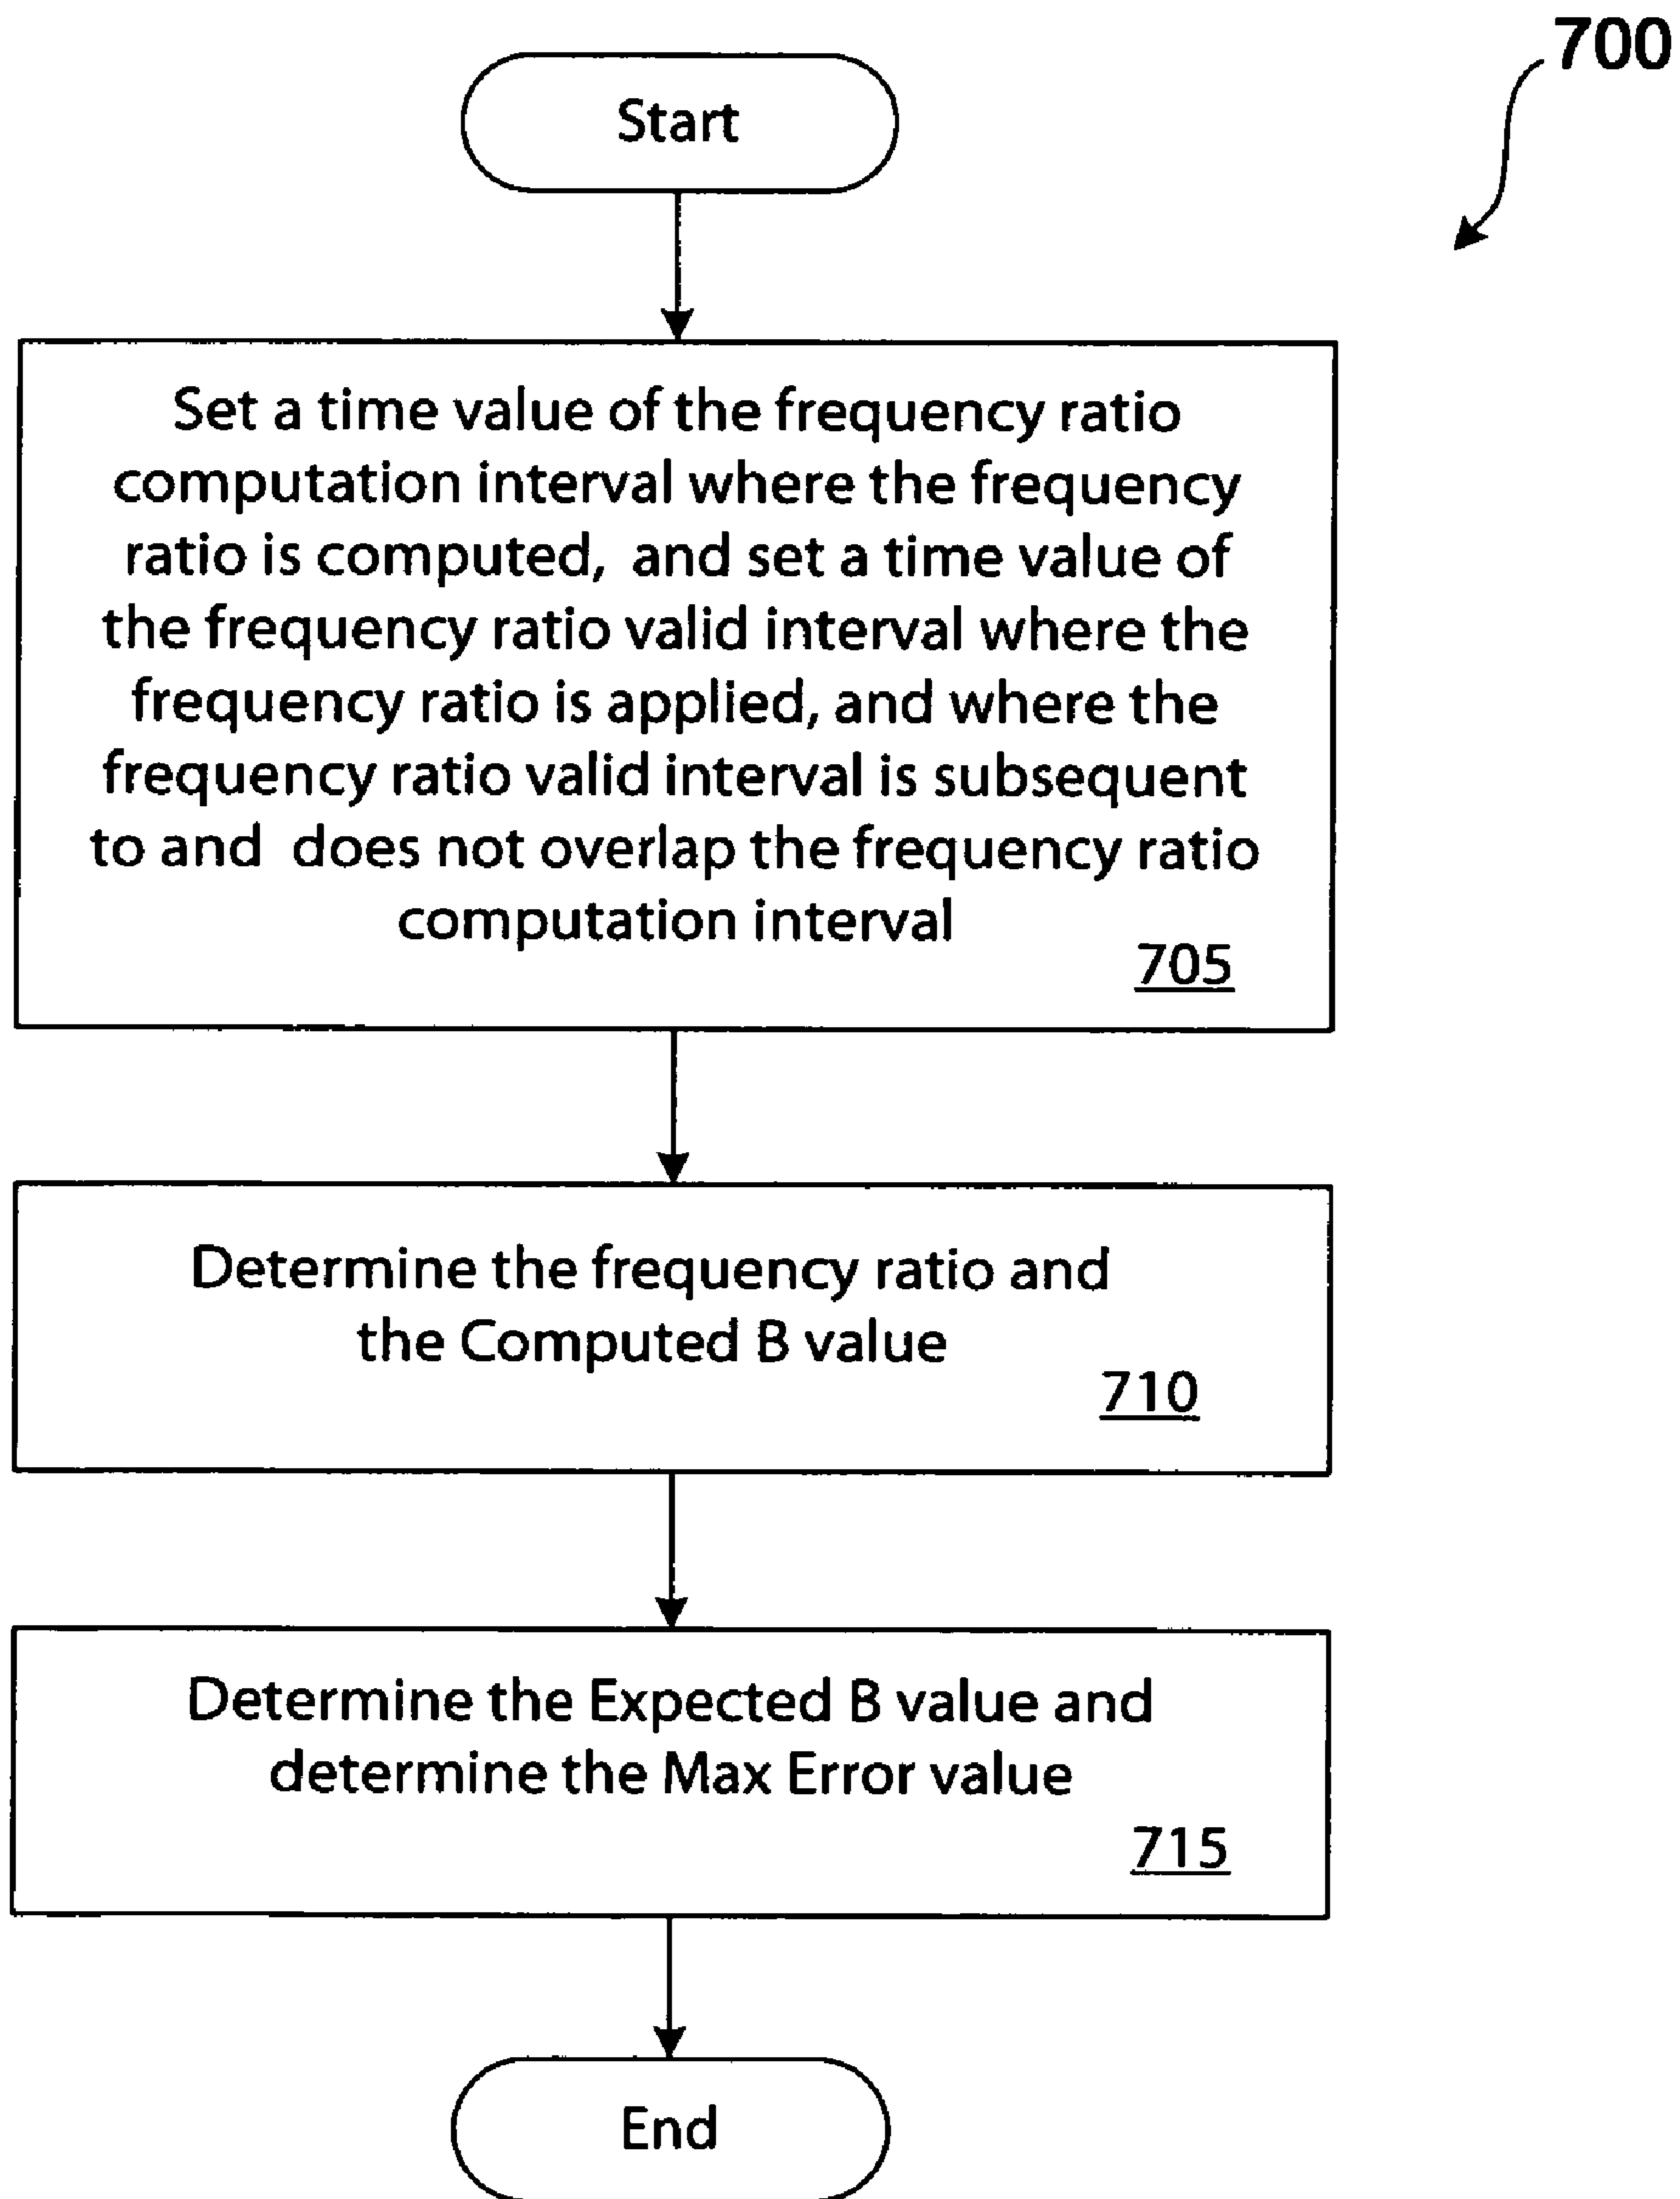 700
Start
Set a time value of the frequency ratio
computation interval where the frequency
ratio is computed, and set a time value of
the frequency ratio valid interval where the
frequency ratio is applied, and where the
frequency ratio valid interval is subsequent
to and does not overlap the frequency ratio
computation interval
705
Determine the frequency ratio and
the Computed B value
710
Determine the Expected B value and
determine the Max Error value
715
End